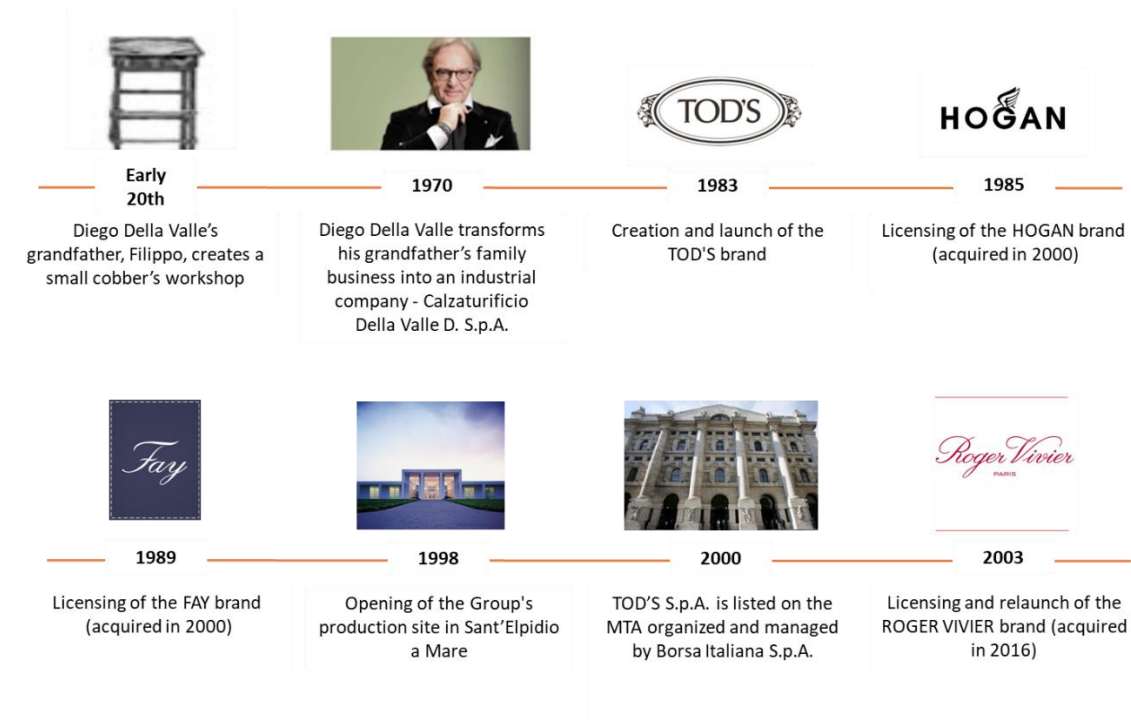 TOD'S
HOGAN
Early
20th
1970
1983
1985
Diego Della Valle’s
grandfather, Filippo, creates a
small cobber’s workshop
Diego Della Valle transforms
his grandfather’s family
business into an industrial
company - Calzaturificio
Della Valle D. S.p.A.
Creation and launch of the
TOD'S brand
Licensing of the HOGAN brand
(acquired in 2000)
Fay
Roger Vivier
PARIS
1989
1998
2000
2003
Licensing of the FAY brand
(acquired in 2000)
Opening of the Group's
production site in Sant’Elpidio
a Mare
TOD’S S.p.A. is listed on the
MTA organized and managed
by Borsa Italiana S.p.A.
Licensing and relaunch of the
ROGER VIVIER brand (acquired
in 2016)